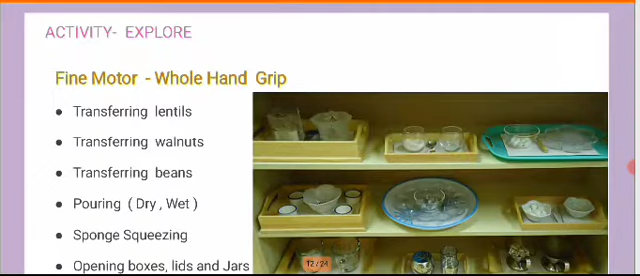 ACTIVITY- EXPLORE
Fine Motor - Whole Hand Grip
● Transferring lentils
● Transferring walnuts
● Transferring beans
● Pouring ( Dry , Wet )
● Sponge Squeezing
● Opening boxes, lids and Jars
12 / 24